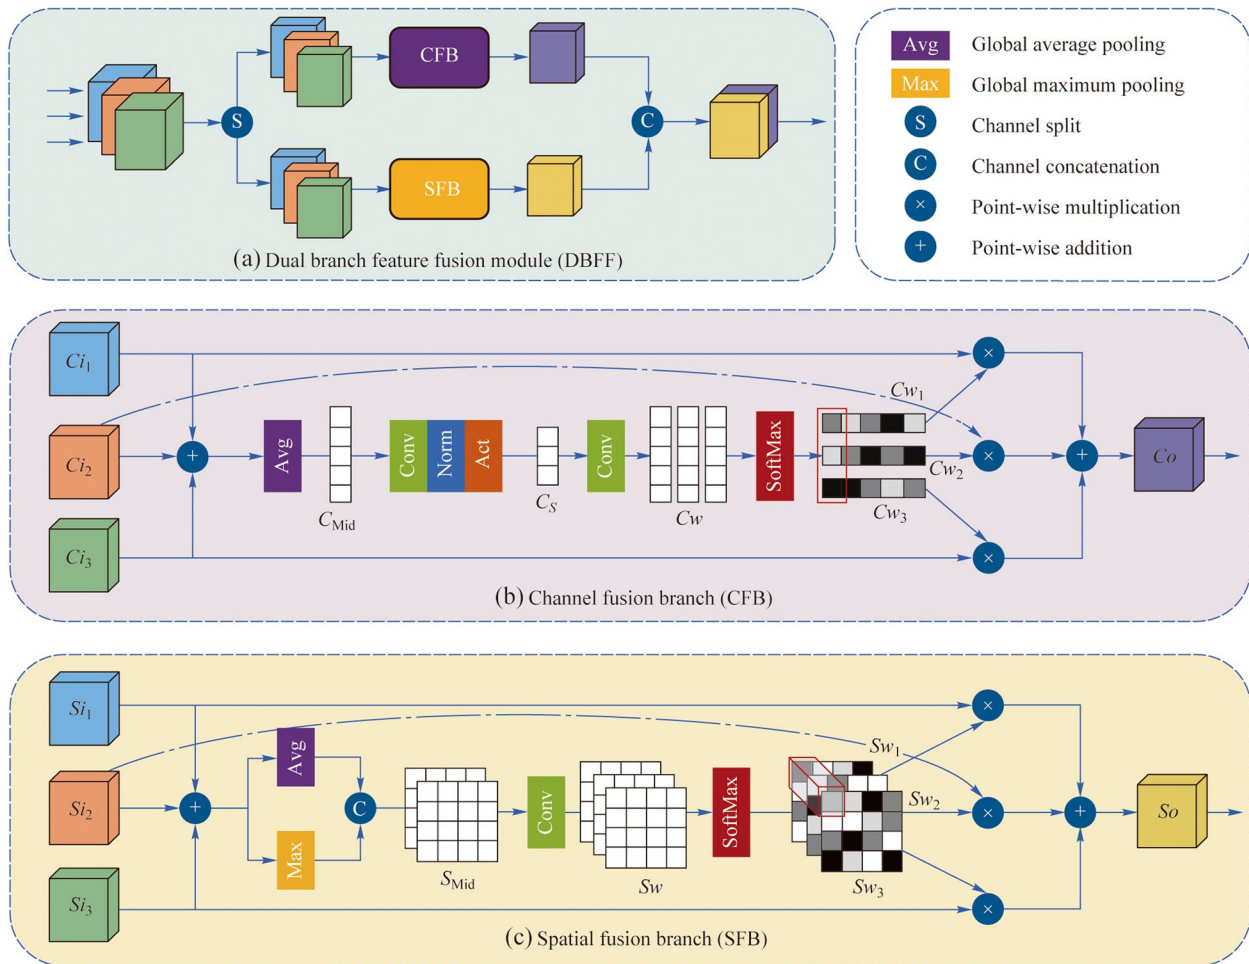 CFB
S
C
SFB
(a) Dual branch feature fusion module (DBFF)
Avg Global average pooling
Max Global maximum pooling
S Channel split
C Channel concatenation
× Point-wise multiplication
+ Point-wise addition
Ci1
Ci2
Ci3
+
Avg
CMid
Conv
Norm
Act
CS
Conv
Cw
SoftMax
Cw1
Cw2
Cw3
×
×
×
+
Co
(b) Channel fusion branch (CFB)
Si1
Si2
Si3
+
Avg
Max
C
SMid
Conv
Sw
SoftMax
Sw1
Sw2
Sw3
×
×
×
+
So
(c) Spatial fusion branch (SFB)